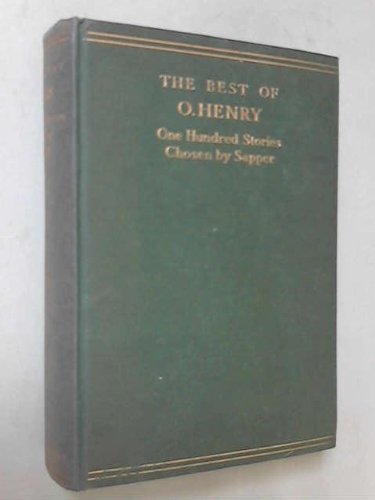 THE BEST OF
O.HENRY
One Hundred Stories
Chosen by Sapper